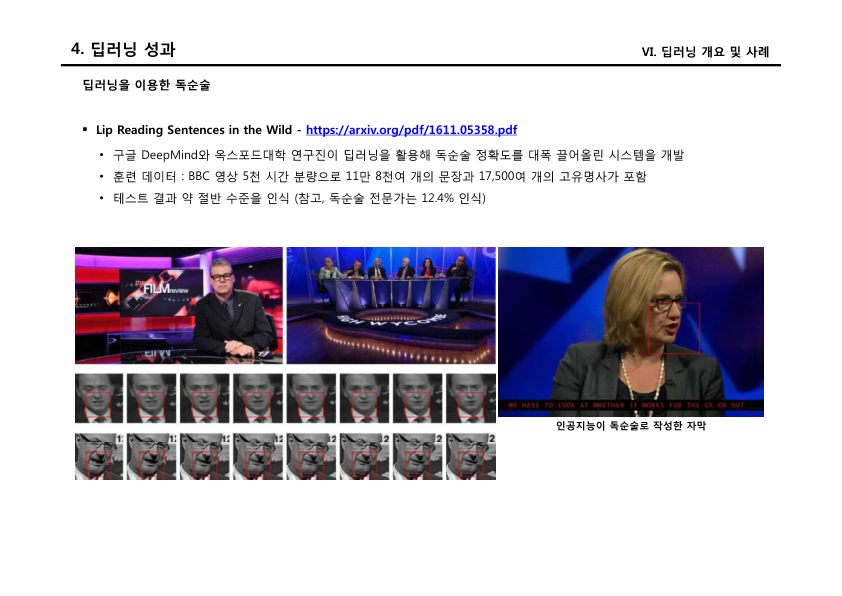 4. 딥러닝 성과
VI. 딥러닝 개요 및 사례
딥러닝을 이용한 독순술
▪ Lip Reading Sentences in the Wild - https://arxiv.org/pdf/1611.05358.pdf
• 구글 DeepMind와 옥스포드대학 연구진이 딥러닝을 활용해 독순술 정확도를 대폭 끌어올린 시스템을 개발
• 훈련 데이터 : BBC 영상 5천 시간 분량으로 11만 8천여 개의 문장과 17,500여 개의 고유명사가 포함
• 테스트 결과 약 절반 수준을 인식 (참고, 독순술 전문가는 12.4% 인식)
FILM review
HIGH WYCOMBE
WE HAVE TO LOOK AT WHETHER IT WORKS FOR THE UK OR NOT
인공지능이 독순술로 작성한 자막